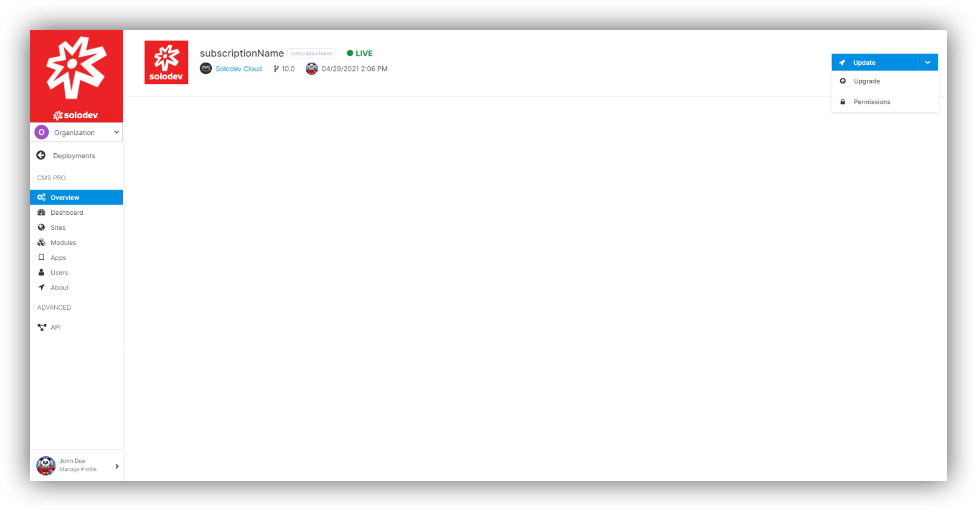 solodev
Organization
Deployments
CMS PRO
Overview
Dashboard
Sites
Modules
Apps
Users
About
ADVANCED
API
John Doe
Manage Profile
solodev
subscriptionName subscriptionName LIVE
Solodev Cloud 10.0 04/29/2021 2:06 PM
Update
Upgrade
Permissions